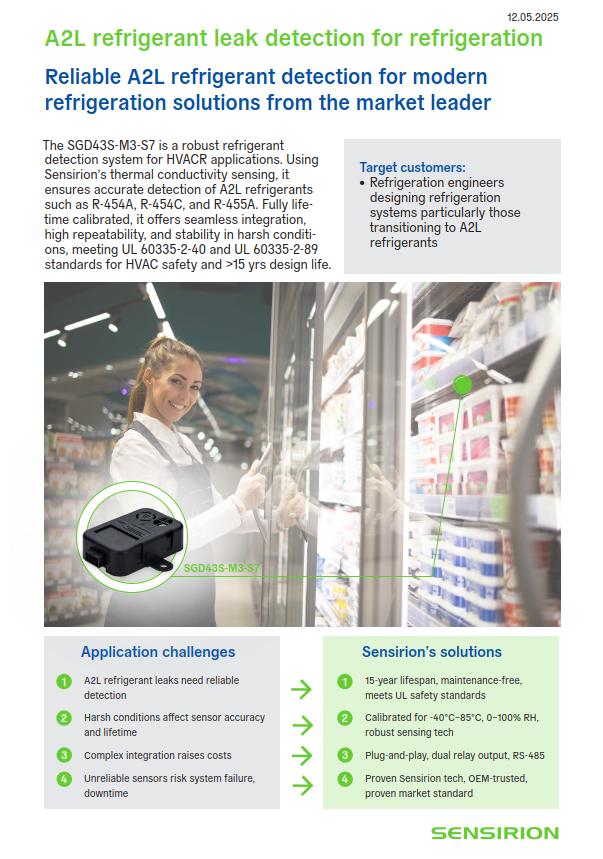 12.05.2025
A2L refrigerant leak detection for refrigeration
Reliable A2L refrigerant detection for modern
refrigeration solutions from the market leader
The SGD43S-M3-S7 is a robust refrigerant
detection system for HVACR applications. Using
Sensirion's thermal conductivity sensing, it
ensures accurate detection of A2L refrigerants
such as R-454A, R-454C, and R-455A. Fully life-
time calibrated, it offers seamless integration,
high repeatability, and stability in harsh conditi-
ons, meeting UL 60335-2-40 and UL 60335-2-89
standards for HVAC safety and >15 yrs design life.
Target customers:
• Refrigeration engineers
designing refrigeration
systems particularly those
transitioning to A2L
refrigerants
SGD43S-M3-S7
Application challenges
1 A2L refrigerant leaks need reliable
detection
2 Harsh conditions affect sensor accuracy
and lifetime
3 Complex integration raises costs
4 Unreliable sensors risk system failure,
downtime
Sensirion's solutions
1 15-year lifespan, maintenance-free,
meets UL safety standards
2 Calibrated for -40°C–85°C, 0–100% RH,
robust sensing tech
3 Plug-and-play, dual relay output, RS-485
4 Proven Sensirion tech, OEM-trusted,
proven market standard
SENSIRION